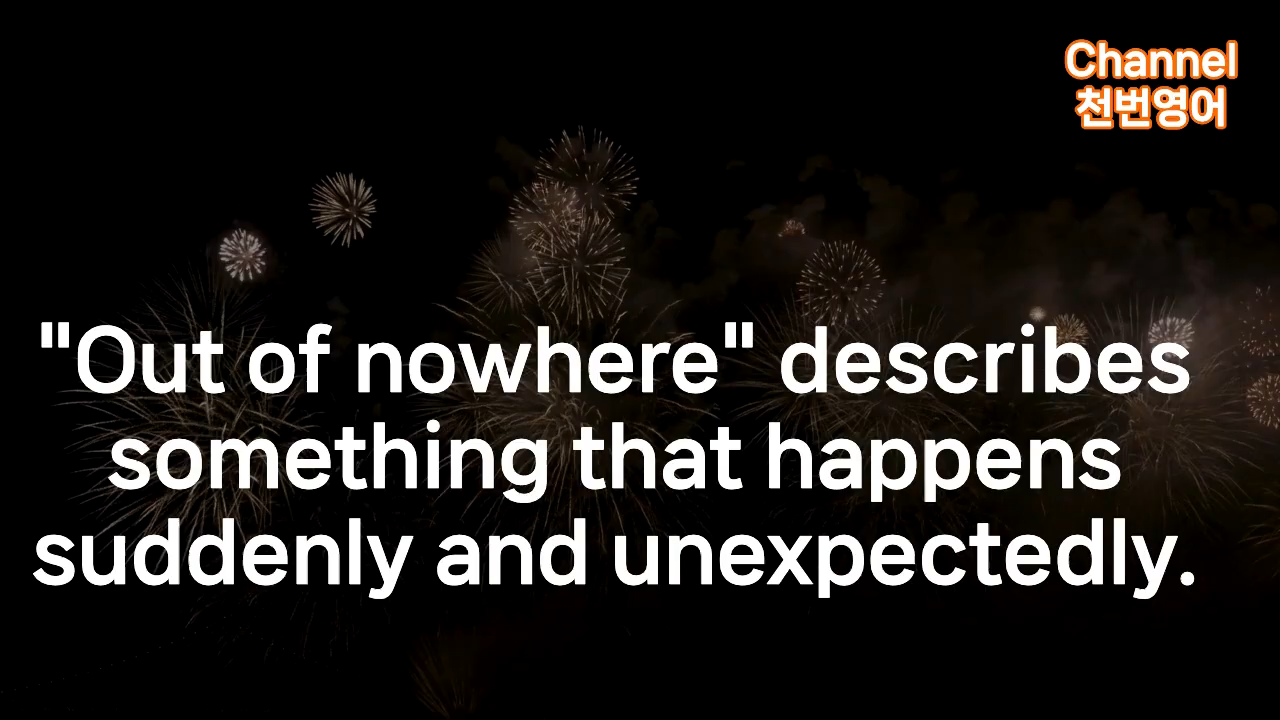 Channel
천번영어
"Out of nowhere" describes
something that happens
suddenly and unexpectedly.